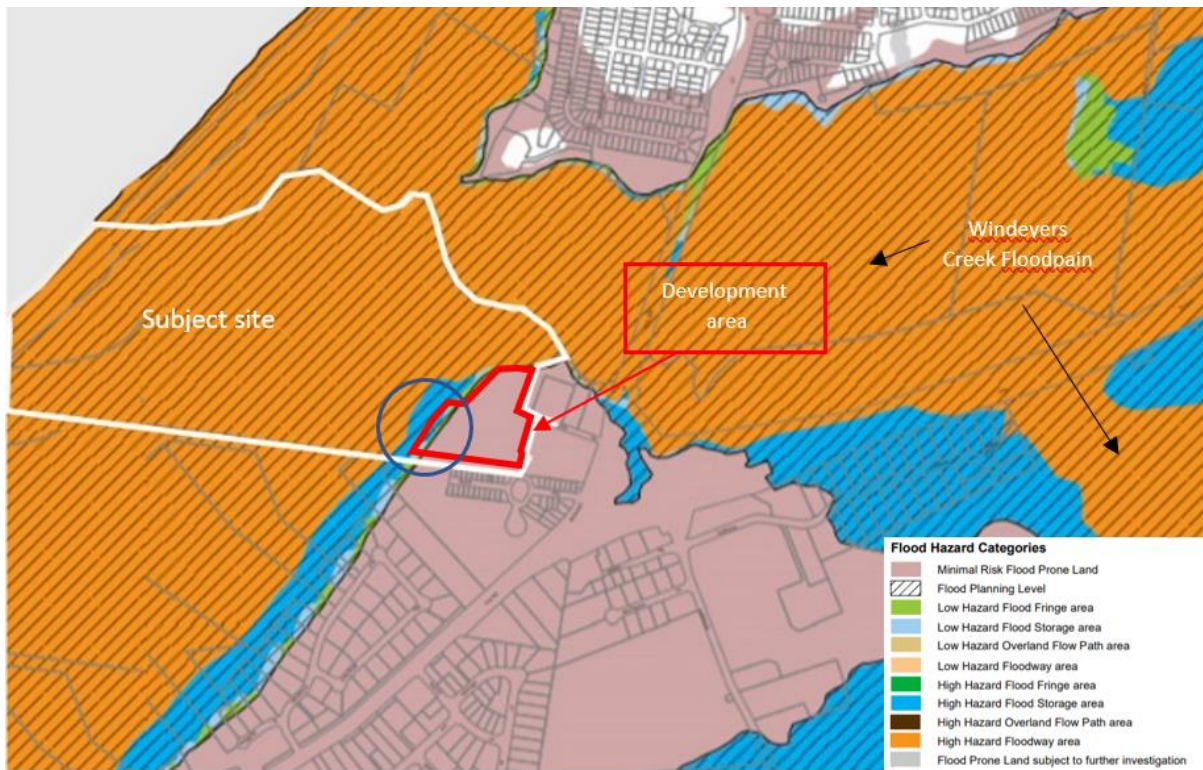 Windeyers
Creek Floodpain
Development
area
Subject site
Flood Hazard Categories
Minimal Risk Flood Prone Land
Flood Planning Level
Low Hazard Flood Fringe area
Low Hazard Flood Storage area
Low Hazard Overland Flow Path area
Low Hazard Floodway area
High Hazard Flood Fringe area
High Hazard Flood Storage area
High Hazard Overland Flow Path area
High Hazard Floodway area
Flood Prone Land subject to further investigation